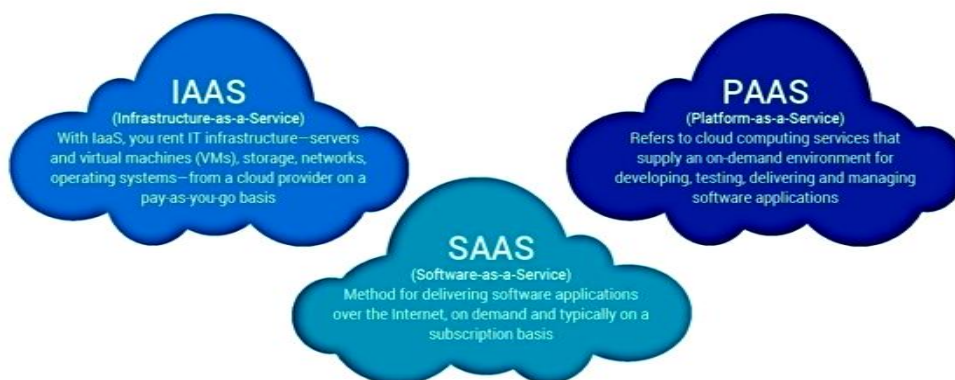 IAAS
(Infrastructure-as-a-Service)
With IaaS, you rent IT infrastructure—servers
and virtual machines (VMs), storage, networks,
operating systems—from a cloud provider on a
pay-as-you-go basis
PAAS
(Platform-as-a-Service)
Refers to cloud computing services that
supply an on-demand environment for
developing, testing, delivering and managing
software applications
SAAS
(Software-as-a-Service)
Method for delivering software applications
over the Internet, on demand and typically on a
subscription basis